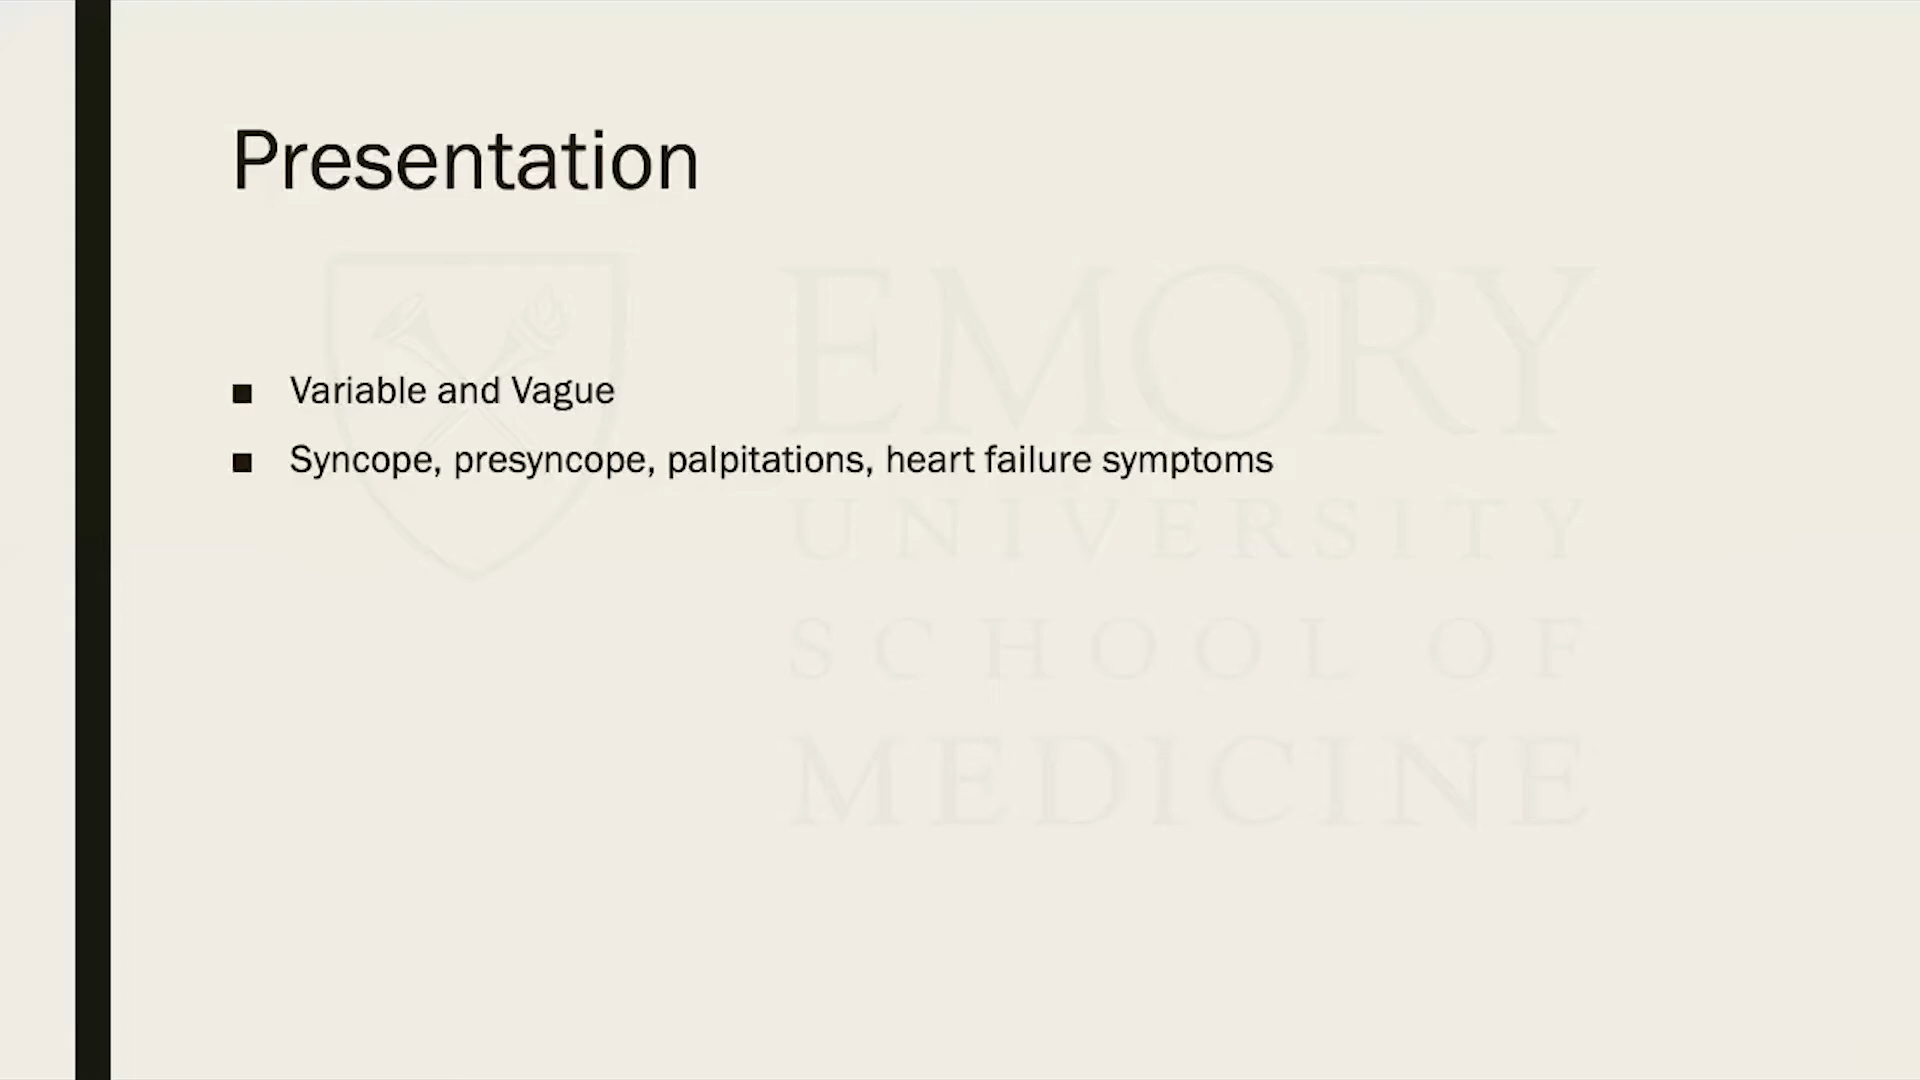 Presentation
■ Variable and Vague
■ Syncope, presyncope, palpitations, heart failure symptoms
EMORY
UNIVERSITY
SCHOOL OF
MEDICINE